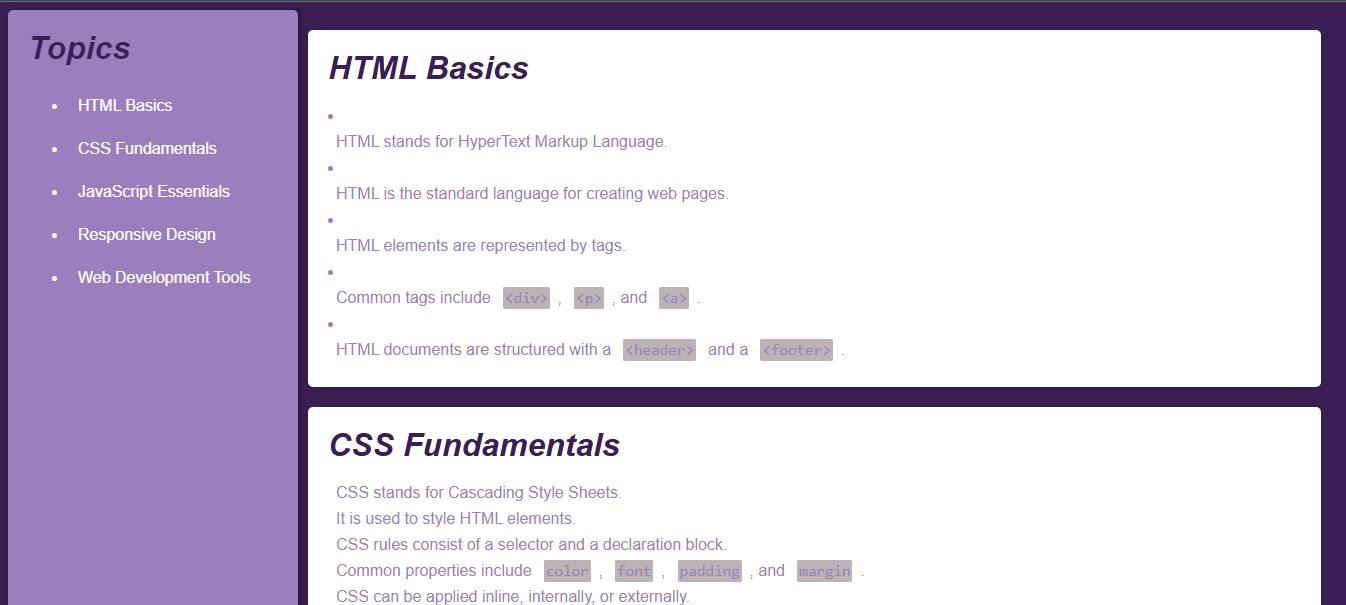 Topics
HTML Basics
CSS Fundamentals
JavaScript Essentials
Responsive Design
Web Development Tools
HTML Basics
HTML stands for HyperText Markup Language.
HTML is the standard language for creating web pages.
HTML elements are represented by tags.
Common tags include <div> , <p> , and <a> .
HTML documents are structured with a <header> and a <footer> .
CSS Fundamentals
CSS stands for Cascading Style Sheets.
It is used to style HTML elements.
CSS rules consist of a selector and a declaration block.
Common properties include color , font , padding , and margin .
CSS can be applied inline, internally, or externally.